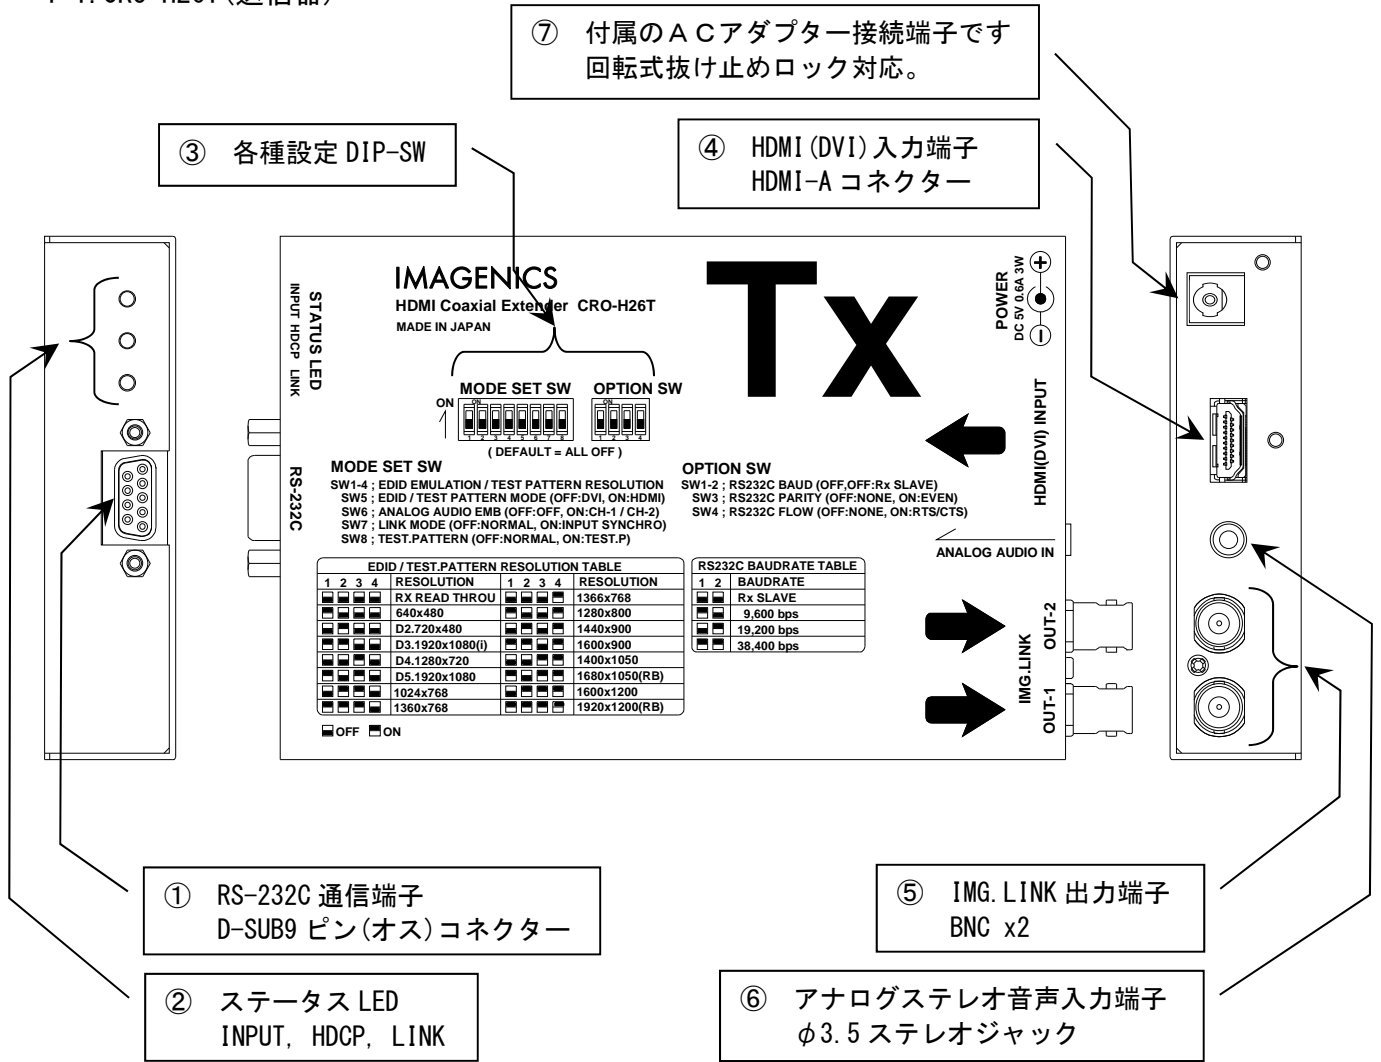 ⑦ 付属のＡＣアダプター接続端子です
回転式抜け止めロック対応。
③ 各種設定 DIP-SW
④ HDMI(DVI)入力端子
HDMI-A コネクター
STATUS LED
INPUT HDCP LINK
RS-232C
IMAGENICS
HDMI Coaxial Extender CRO-H26T
MADE IN JAPAN
Tx
POWER
DC 5V 0.6A 3W
HDMI(DVI) INPUT
MODE SET SW OPTION SW
ON
ON ON
1 2 3 4 5 6 7 8 1 2 3 4
( DEFAULT = ALL OFF )
MODE SET SW
SW1-4 ; EDID EMULATION / TEST PATTERN RESOLUTION
SW5 ; EDID / TEST PATTERN MODE (OFF:DVI, ON:HDMI)
SW6 ; ANALOG AUDIO EMB (OFF:OFF, ON:CH-1 / CH-2)
SW7 ; LINK MODE (OFF:NORMAL, ON:INPUT SYNCHRO)
SW8 ; TEST.PATTERN (OFF:NORMAL, ON:TEST.P)
OPTION SW
SW1-2 ; RS232C BAUD (OFF,OFF:Rx SLAVE)
SW3 ; RS232C PARITY (OFF:NONE, ON:EVEN)
SW4 ; RS232C FLOW (OFF:NONE, ON:RTS/CTS)
ANALOG AUDIO IN
EDID / TEST.PATTERN RESOLUTION TABLE
1 2 3 4 RESOLUTION 1 2 3 4 RESOLUTION
RX READ THROU 1366x768
640x480 1280x800
D2.720x480 1440x900
D3.1920x1080(i) 1600x900
D4.1280x720 1400x1050
D5.1920x1080 1680x1050(RB)
1024x768 1600x1200
1360x768 1920x1200(RB)
OFF ON
RS232C BAUDRATE TABLE
1 2 BAUDRATE
Rx SLAVE
9,600 bps
19,200 bps
38,400 bps
IMG.LINK
OUT-2
OUT-1
① RS-232C 通信端子
D-SUB9 ピン(オス)コネクター
② ステータス LED
INPUT, HDCP, LINK
⑤ IMG.LINK 出力端子
BNC x2
⑥ アナログステレオ音声入力端子
φ3.5 ステレオジャック